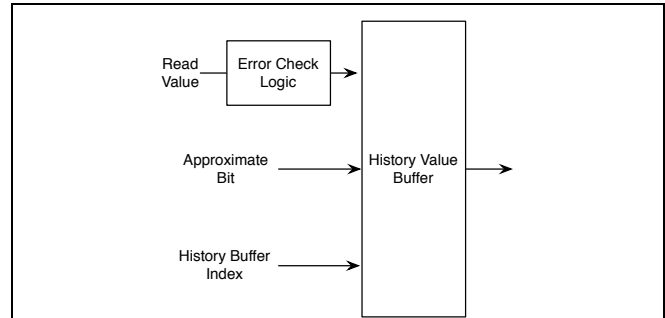 Read
Value
Error Check
Logic
Approximate
Bit
History Value
Buffer
History Buffer
Index